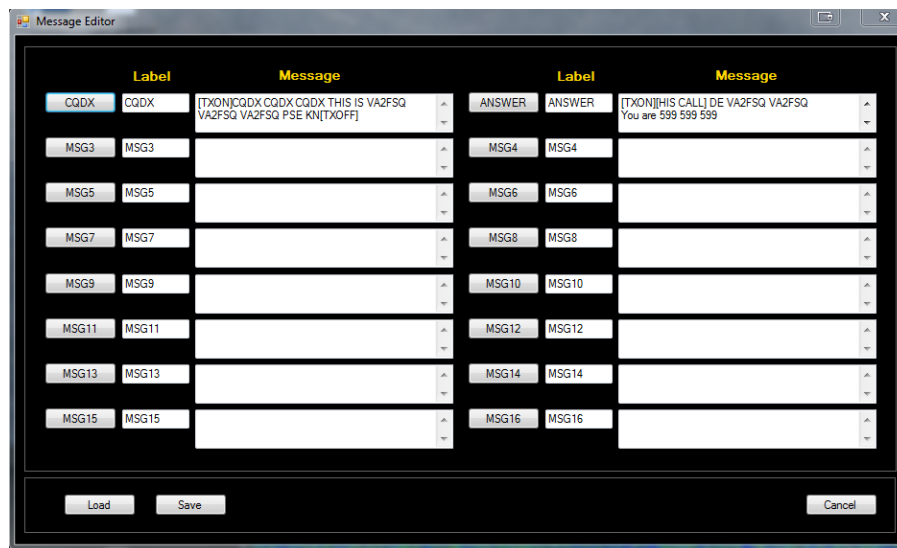 Message Editor
Label Message Label Message
CQDX CQDX [TXON]CQDX CQDX CQDX THIS IS VA2FSQ ANSWER ANSWER [TXON][HIS CALL] DE VA2FSQ VA2FSQ
VA2FSQ VA2FSQ PSE KN[TXOFF] You are 599 599 599
MSG3 MSG3 MSG4 MSG4
MSG5 MSG5 MSG6 MSG6
MSG7 MSG7 MSG8 MSG8
MSG9 MSG9 MSG10 MSG10
MSG11 MSG11 MSG12 MSG12
MSG13 MSG13 MSG14 MSG14
MSG15 MSG15 MSG16 MSG16
Load Save Cancel